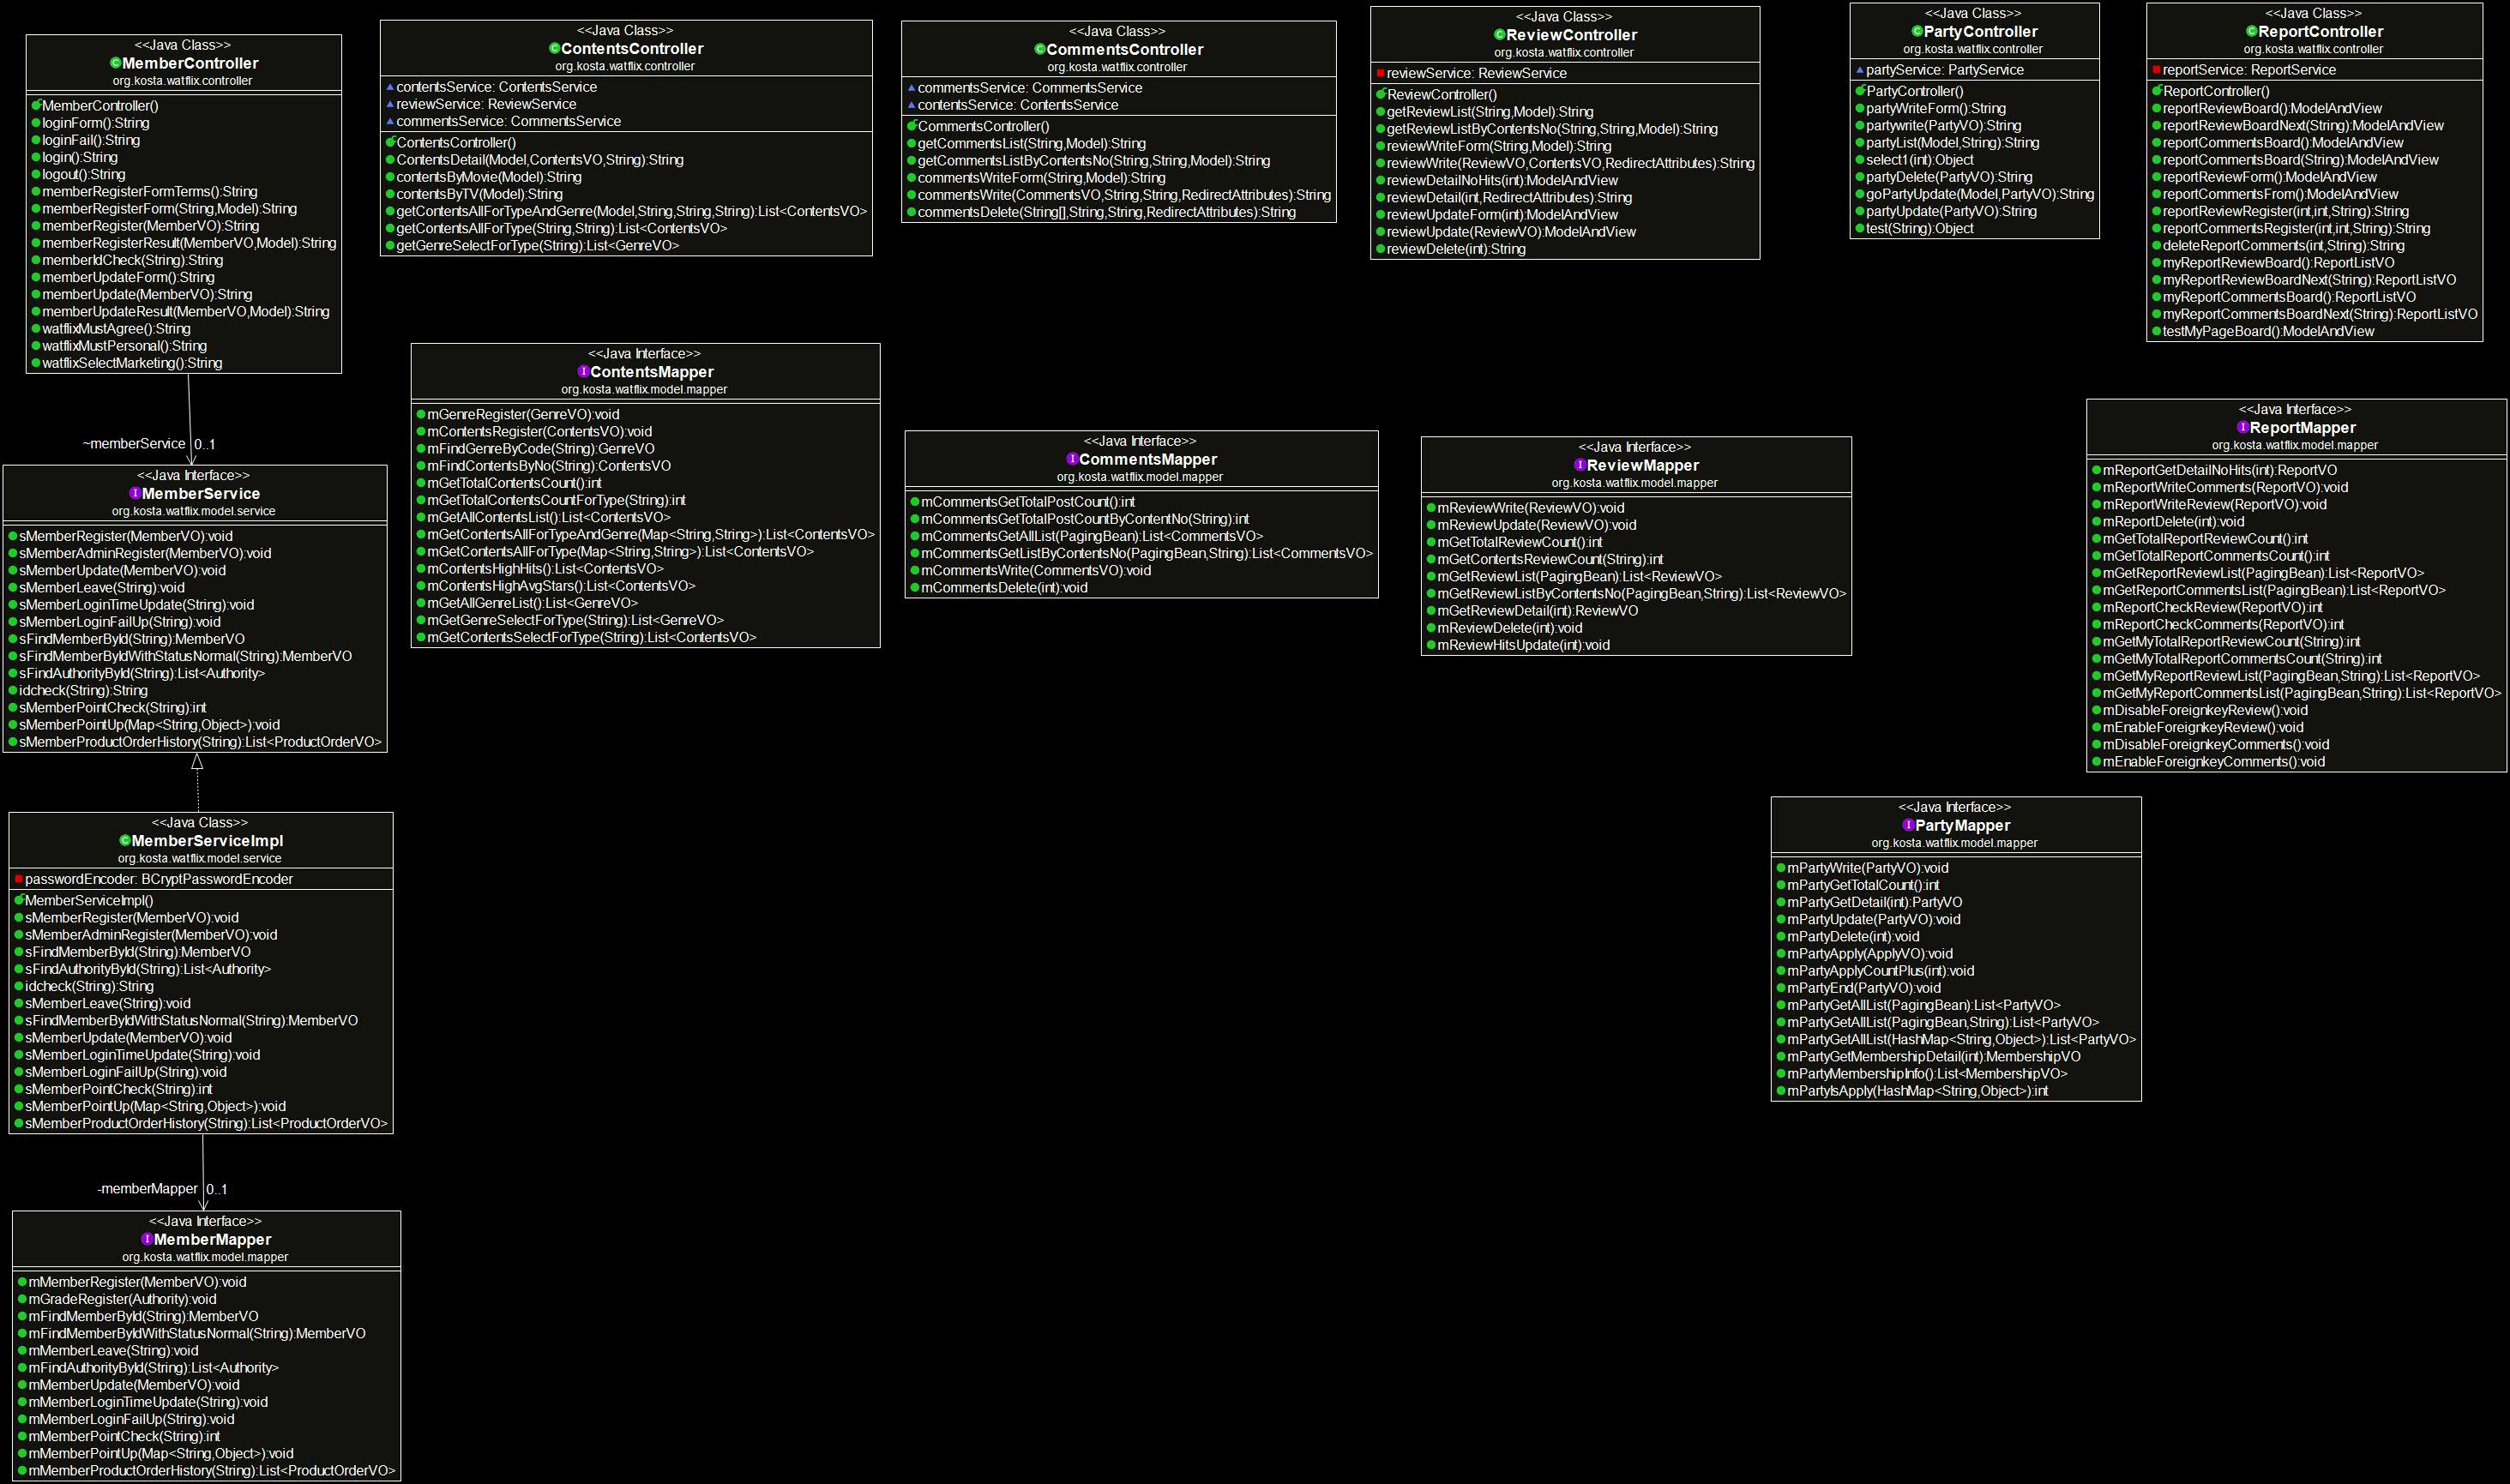 <<Java Class>>
MemberController
org.kosta.watflix.controller
MemberController()
loginForm():String
loginFail():String
login():String
logout():String
memberRegisterFormTerms():String
memberRegisterForm(String,Model):String
memberRegister(MemberVO):String
memberRegisterResult(MemberVO,Model):String
memberIdCheck(String):String
memberUpdateForm():String
memberUpdate(MemberVO):String
memberUpdateResult(MemberVO,Model):String
watflixMustAgree():String
watflixMustPersonal():String
watflixSelectMarketing():String
<<Java Class>>
ContentsController
org.kosta.watflix.controller
contentsService: ContentsService
reviewService: ReviewService
commentsService: CommentsService
ContentsController()
ContentsDetail(Model,ContentsVO,String):String
contentsByMovie(Model):String
contentsByTV(Model):String
getContentsAllForTypeAndGenre(Model,String,String,String):List<ContentsVO>
getContentsAllForType(String,String):List<ContentsVO>
getGenreSelectForType(String):List<GenreVO>
<<Java Class>>
CommentsController
org.kosta.watflix.controller
commentsService: CommentsService
contentsService: ContentsService
CommentsController()
getCommentsList(String,Model):String
getCommentsListByContentsNo(String,String,Model):String
commentsWriteForm(String,Model):String
commentsWrite(CommentsVO,String,String,RedirectAttributes):String
commentsDelete(String[],String,String,RedirectAttributes):String
<<Java Class>>
ReviewController
org.kosta.watflix.controller
reviewService: ReviewService
ReviewController()
getReviewList(String,Model):String
getReviewListByContentsNo(String,String,Model):String
reviewWriteForm(String,Model):String
reviewWrite(ReviewVO,ContentsVO,RedirectAttributes):String
reviewDetailNoHits(int):ModelAndView
reviewDetail(int,RedirectAttributes):String
reviewUpdateForm(int):ModelAndView
reviewUpdate(ReviewVO):ModelAndView
reviewDelete(int):String
<<Java Class>>
PartyController
org.kosta.watflix.controller
partyService: PartyService
PartyController()
partyWriteForm():String
partywrite(PartyVO):String
partyList(Model,String):String
select1(int):Object
partyDelete(PartyVO):String
goPartyUpdate(Model,PartyVO):String
partyUpdate(PartyVO):String
test(String):Object
<<Java Class>>
ReportController
org.kosta.watflix.controller
reportService: ReportService
ReportController()
reportReviewBoard():ModelAndView
reportReviewBoardNext(String):ModelAndView
reportCommentsBoard():ModelAndView
reportCommentsBoard(String):ModelAndView
reportReviewForm():ModelAndView
reportCommentsFrom():ModelAndView
reportReviewRegister(int,int,String):String
reportCommentsRegister(int,int,String):String
deleteReportComments(int,String):String
myReportReviewBoard():ReportListVO
myReportReviewBoardNext(String):ReportListVO
myReportCommentsBoard():ReportListVO
myReportCommentsBoardNext(String):ReportListVO
testMyPageBoard():ModelAndView
~memberService 0..1
<<Java Interface>>
MemberService
org.kosta.watflix.model.service
sMemberRegister(MemberVO):void
sMemberAdminRegister(MemberVO):void
sMemberUpdate(MemberVO):void
sMemberLeave(String):void
sMemberLoginTimeUpdate(String):void
sMemberLoginFailUp(String):void
sFindMemberById(String):MemberVO
sFindMemberByIdWithStatusNormal(String):MemberVO
sFindAuthorityById(String):List<Authority>
idcheck(String):String
sMemberPointCheck(String):int
sMemberPointUp(Map<String,Object>):void
sMemberProductOrderHistory(String):List<ProductOrderVO>
<<Java Interface>>
ContentsMapper
org.kosta.watflix.model.mapper
mGenreRegister(GenreVO):void
mContentsRegister(ContentsVO):void
mFindGenreByCode(String):GenreVO
mFindContentsByNo(String):ContentsVO
mGetTotalContentsCount():int
mGetTotalContentsCountForType(String):int
mGetAllContentsList():List<ContentsVO>
mGetContentsAllForTypeAndGenre(Map<String,String>):List<ContentsVO>
mGetContentsAllForType(Map<String,String>):List<ContentsVO>
mContentsHighHits():List<ContentsVO>
mContentsHighAvgStars():List<ContentsVO>
mGetAllGenreList():List<GenreVO>
mGetGenreSelectForType(String):List<GenreVO>
mGetContentsSelectForType(String):List<ContentsVO>
<<Java Interface>>
CommentsMapper
org.kosta.watflix.model.mapper
mCommentsGetTotalPostCount():int
mCommentsGetTotalPostCountByContentNo(String):int
mCommentsGetAllList(PagingBean):List<CommentsVO>
mCommentsGetListByContentsNo(PagingBean,String):List<CommentsVO>
mCommentsWrite(CommentsVO):void
mCommentsDelete(int):void
<<Java Interface>>
ReviewMapper
org.kosta.watflix.model.mapper
mReviewWrite(ReviewVO):void
mReviewUpdate(ReviewVO):void
mGetTotalReviewCount():int
mGetContentsReviewCount(String):int
mGetReviewList(PagingBean):List<ReviewVO>
mGetReviewListByContentsNo(PagingBean,String):List<ReviewVO>
mGetReviewDetail(int):ReviewVO
mReviewDelete(int):void
mReviewHitsUpdate(int):void
<<Java Interface>>
ReportMapper
org.kosta.watflix.model.mapper
mReportGetDetailNoHits(int):ReportVO
mReportWriteComments(ReportVO):void
mReportWriteReview(ReportVO):void
mReportDelete(int):void
mGetTotalReportReviewCount():int
mGetTotalReportCommentsCount():int
mGetReportReviewList(PagingBean):List<ReportVO>
mGetReportCommentsList(PagingBean):List<ReportVO>
mReportCheckReview(ReportVO):int
mReportCheckComments(ReportVO):int
mGetMyTotalReportReviewCount(String):int
mGetMyTotalReportCommentsCount(String):int
mGetMyReportReviewList(PagingBean,String):List<ReportVO>
mGetMyReportCommentsList(PagingBean,String):List<ReportVO>
mDisableForeignkeyReview():void
mEnableForeignkeyReview():void
mDisableForeignkeyComments():void
mEnableForeignkeyComments():void
<<Java Class>>
MemberServiceImpl
org.kosta.watflix.model.service
passwordEncoder: BCryptPasswordEncoder
MemberServiceImpl()
sMemberRegister(MemberVO):void
sMemberAdminRegister(MemberVO):void
sFindMemberById(String):MemberVO
sFindAuthorityById(String):List<Authority>
idcheck(String):String
sMemberLeave(String):void
sFindMemberByIdWithStatusNormal(String):MemberVO
sMemberUpdate(MemberVO):void
sMemberLoginTimeUpdate(String):void
sMemberLoginFailUp(String):void
sMemberPointCheck(String):int
sMemberPointUp(Map<String,Object>):void
sMemberProductOrderHistory(String):List<ProductOrderVO>
<<Java Interface>>
PartyMapper
org.kosta.watflix.model.mapper
mPartyWrite(PartyVO):void
mPartyGetTotalCount():int
mPartyGetDetail(int):PartyVO
mPartyUpdate(PartyVO):void
mPartyDelete(int):void
mPartyApply(ApplyVO):void
mPartyApplyCountPlus(int):void
mPartyEnd(PartyVO):void
mPartyGetAllList(PagingBean):List<PartyVO>
mPartyGetAllList(PagingBean,String):List<PartyVO>
mPartyGetAllList(HashMap<String,Object>):List<PartyVO>
mPartyGetMembershipDetail(int):MembershipVO
mPartyMembershipInfo():List<MembershipVO>
mPartyIsApply(HashMap<String,Object>):int
-memberMapper 0..1
<<Java Interface>>
MemberMapper
org.kosta.watflix.model.mapper
mMemberRegister(MemberVO):void
mGradeRegister(Authority):void
mFindMemberById(String):MemberVO
mFindMemberByIdWithStatusNormal(String):MemberVO
mMemberLeave(String):void
mFindAuthorityById(String):List<Authority>
mMemberUpdate(MemberVO):void
mMemberLoginTimeUpdate(String):void
mMemberLoginFailUp(String):void
mMemberPointCheck(String):int
mMemberPointUp(Map<String,Object>):void
mMemberProductOrderHistory(String):List<ProductOrderVO>